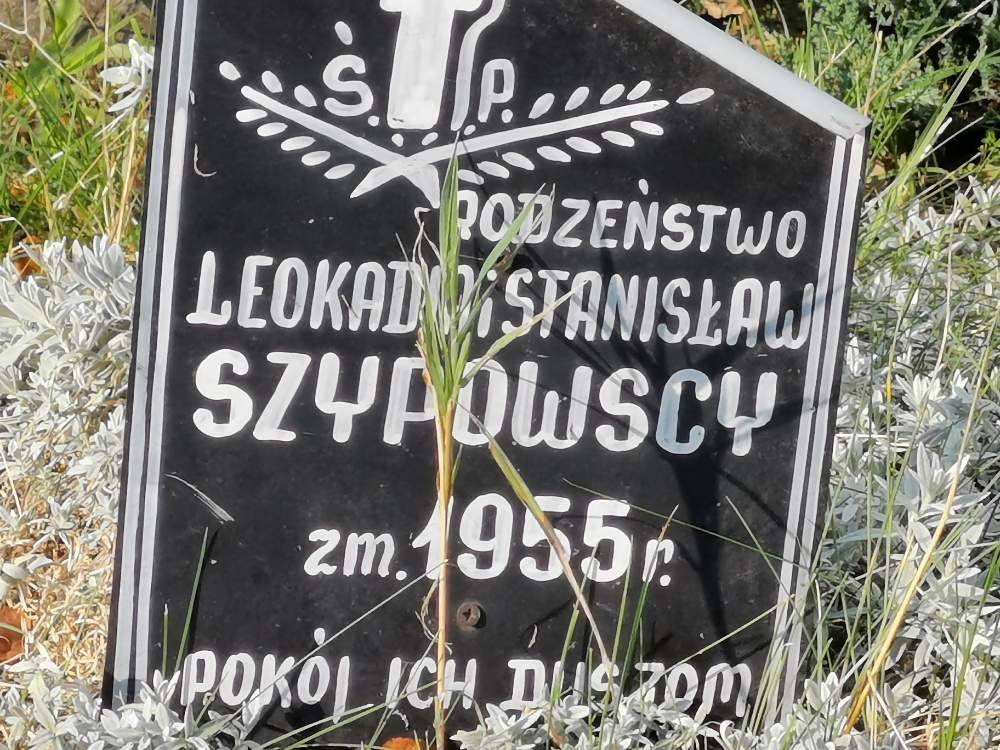 Ś. P.
RODZEŃSTWO
LEOKADIA I STANISŁAW
SZYPOWSCY
zm. 1955 r.
POKÓJ ICH DUSZOM